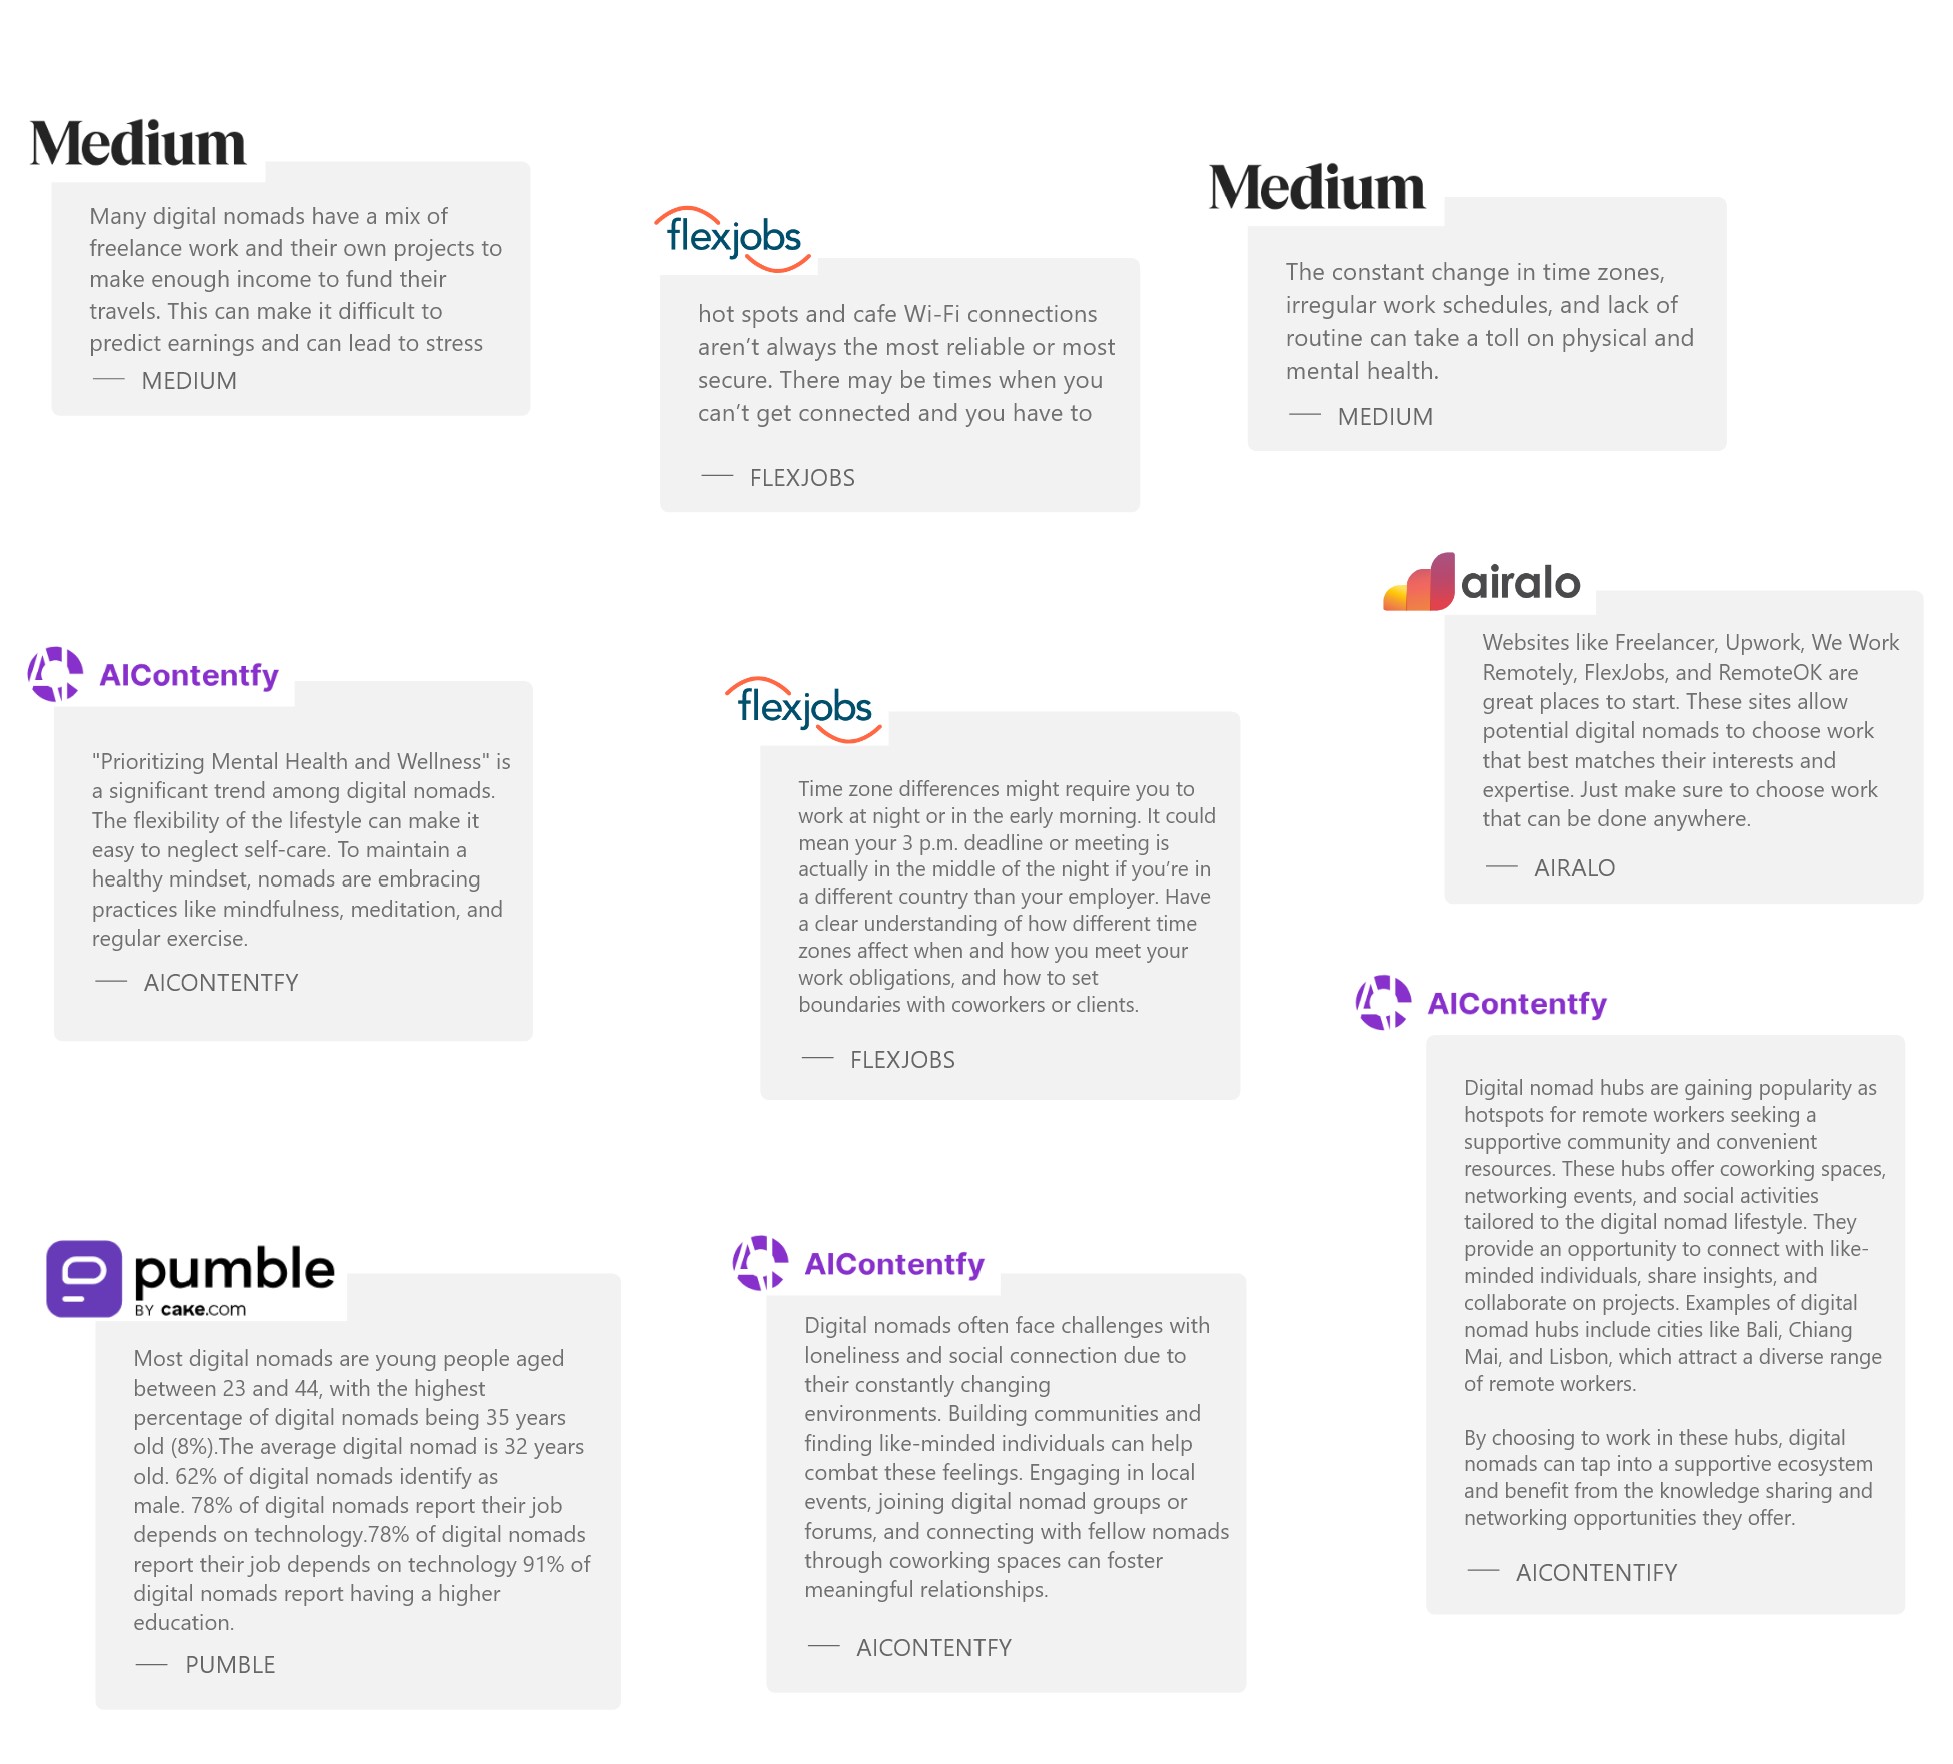 Medium
Many digital nomads have a mix of
freelance work and their own projects to
make enough income to fund their
travels. This can make it difficult to
predict earnings and can lead to stress
— MEDIUM
flexjobs
hot spots and cafe Wi-Fi connections
aren’t always the most reliable or most
secure. There may be times when you
can’t get connected and you have to
— FLEXJOBS
Medium
The constant change in time zones,
irregular work schedules, and lack of
routine can take a toll on physical and
mental health.
— MEDIUM
AIContentfy
"Prioritizing Mental Health and Wellness" is
a significant trend among digital nomads.
The flexibility of the lifestyle can make it
easy to neglect self-care. To maintain a
healthy mindset, nomads are embracing
practices like mindfulness, meditation, and
regular exercise.
— AICONTENTFY
flexjobs
Time zone differences might require you to
work at night or in the early morning. It could
mean your 3 p.m. deadline or meeting is
actually in the middle of the night if you’re in
a different country than your employer. Have
a clear understanding of how different time
zones affect when and how you meet your
work obligations, and how to set
boundaries with coworkers or clients.
— FLEXJOBS
airalo
Websites like Freelancer, Upwork, We Work
Remotely, FlexJobs, and RemoteOK are
great places to start. These sites allow
potential digital nomads to choose work
that best matches their interests and
expertise. Just make sure to choose work
that can be done anywhere.
— AIRALO
pumble
BY cake.com
Most digital nomads are young people aged
between 23 and 44, with the highest
percentage of digital nomads being 35 years
old (8%).The average digital nomad is 32 years
old. 62% of digital nomads identify as
male. 78% of digital nomads report their job
depends on technology.78% of digital nomads
report their job depends on technology 91% of
digital nomads report having a higher
education.
— PUMBLE
AIContentfy
Digital nomads often face challenges with
loneliness and social connection due to
their constantly changing
environments. Building communities and
finding like-minded individuals can help
combat these feelings. Engaging in local
events, joining digital nomad groups or
forums, and connecting with fellow nomads
through coworking spaces can foster
meaningful relationships.
— AICONTENTFY
AIContentfy
Digital nomad hubs are gaining popularity as
hotspots for remote workers seeking a
supportive community and convenient
resources. These hubs offer coworking spaces,
networking events, and social activities
tailored to the digital nomad lifestyle. They
provide an opportunity to connect with like-
minded individuals, share insights, and
collaborate on projects. Examples of digital
nomad hubs include cities like Bali, Chiang
Mai, and Lisbon, which attract a diverse range
of remote workers.
By choosing to work in these hubs, digital
nomads can tap into a supportive ecosystem
and benefit from the knowledge sharing and
networking opportunities they offer.
— AICONTENTIFY